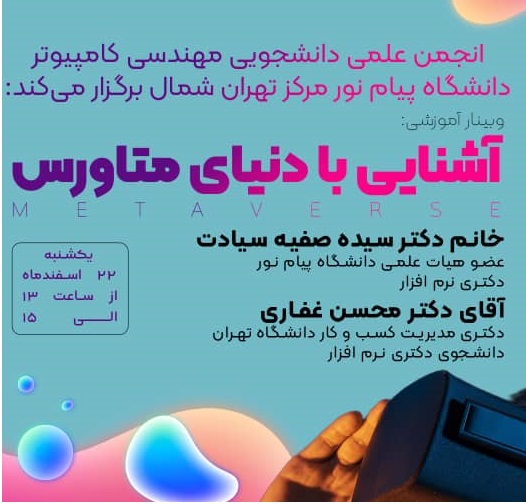 انجمن علمی دانشجویی مهندسی کامپیوتر
دانشگاه پیام نور مرکز تهران شمال برگزار می‌کند:
وبینار آموزشی:
آشنایی با دنیای متاورس
METAVERSE
خانم دکتر سیده صفیه سیادت
عضو هیات علمی دانشگاه پیام نور
دکتری نرم افزار
آقای دکتر محسن غفاری
دکتری مدیریت کسب و کار دانشگاه تهران
دانشجوی دکتری نرم افزار
یکشنبه
۲۲ اسفندماه
از ساعت ۱۳
الی ۱۵